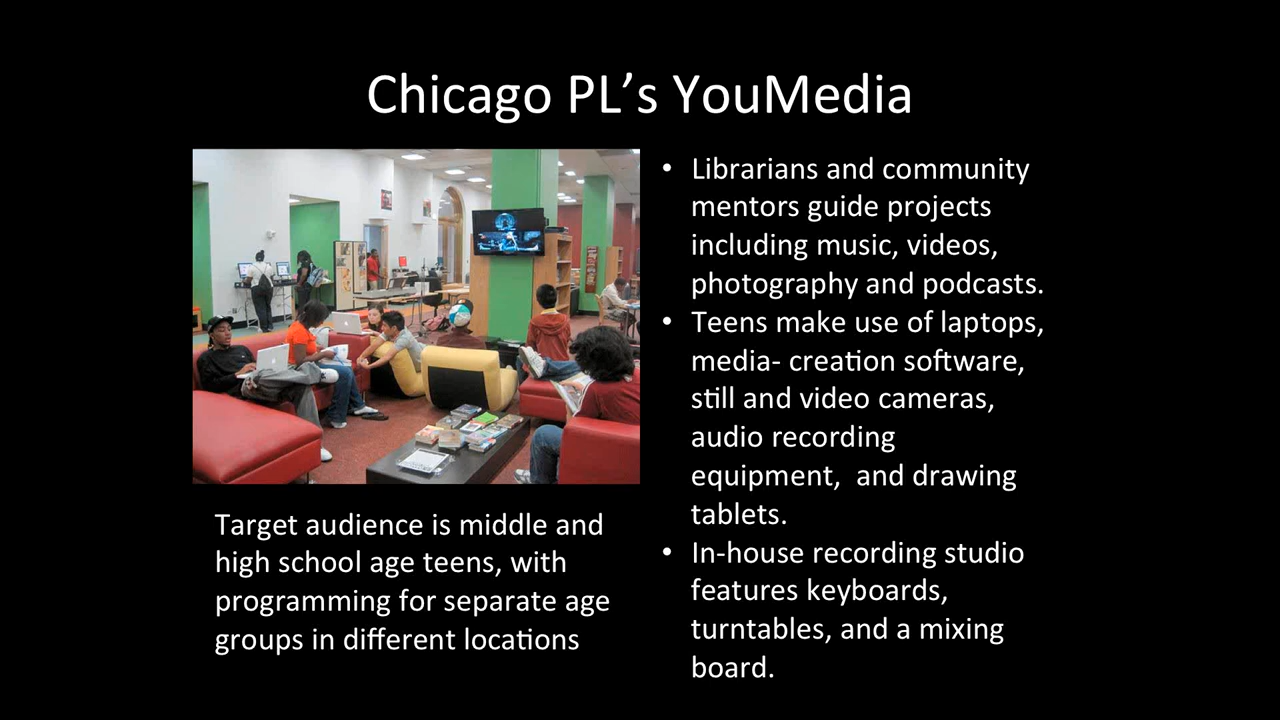 Chicago PL’s YouMedia
• Librarians and community
mentors guide projects
including music, videos,
photography and podcasts.
• Teens make use of laptops,
media- creation software,
still and video cameras,
audio recording
equipment,  and drawing
tablets.
• In-house recording studio
features keyboards,
turntables, and a mixing
board.
Target audience is middle and
high school age teens, with
programming for separate age
groups in different locations